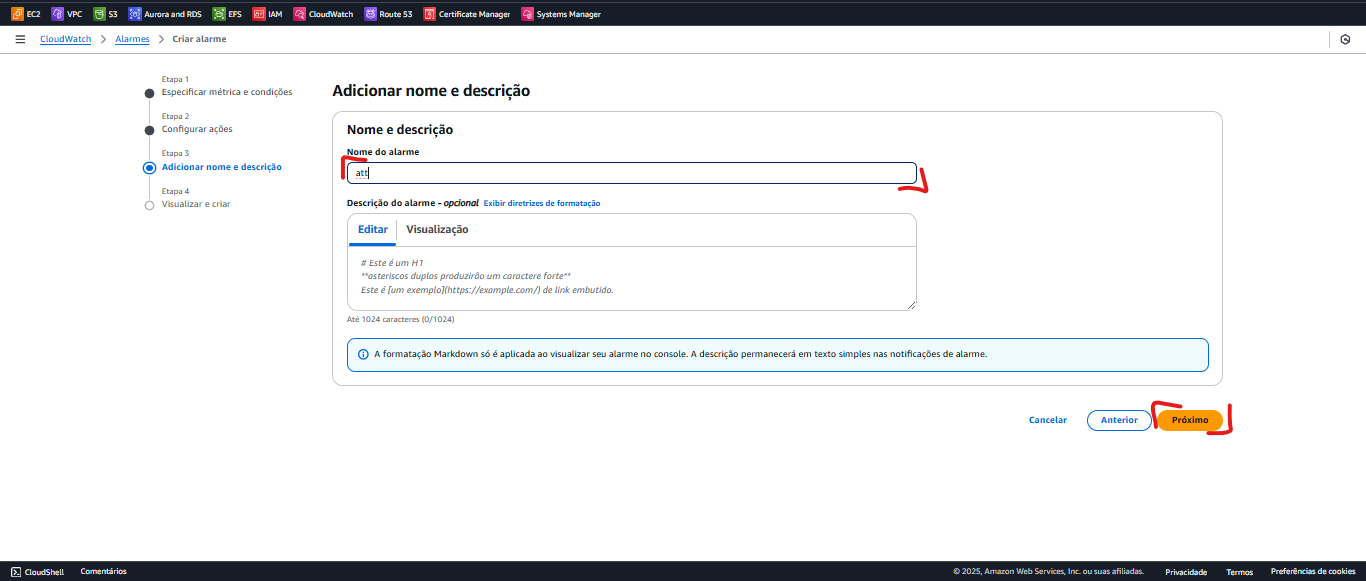 EC2 VPC S3 Aurora and RDS EFS IAM CloudWatch Route 53 Certificate Manager Systems Manager
CloudWatch Alarmes Criar alarme
Etapa 1
Especificar métrica e condições
Etapa 2
Configurar ações
Etapa 3
Adicionar nome e descrição
Etapa 4
Visualizar e criar
Adicionar nome e descrição
Nome e descrição
Nome do alarme
att
Descrição do alarme - opcional Exibir diretrizes de formatação
Editar Visualização
# Este é um H1
**asteriscos duplos produzirão um caractere forte**
Este é [um exemplo](https://example.com/) de link embutido.
Até 1024 caracteres (0/1024)
A formatação Markdown só é aplicada ao visualizar seu alarme no console. A descrição permanecerá em texto simples nas notificações de alarme.
Cancelar Anterior Próximo
CloudShell Comentários © 2025, Amazon Web Services, Inc. ou suas afiliadas. Privacidade Termos Preferências de cookies